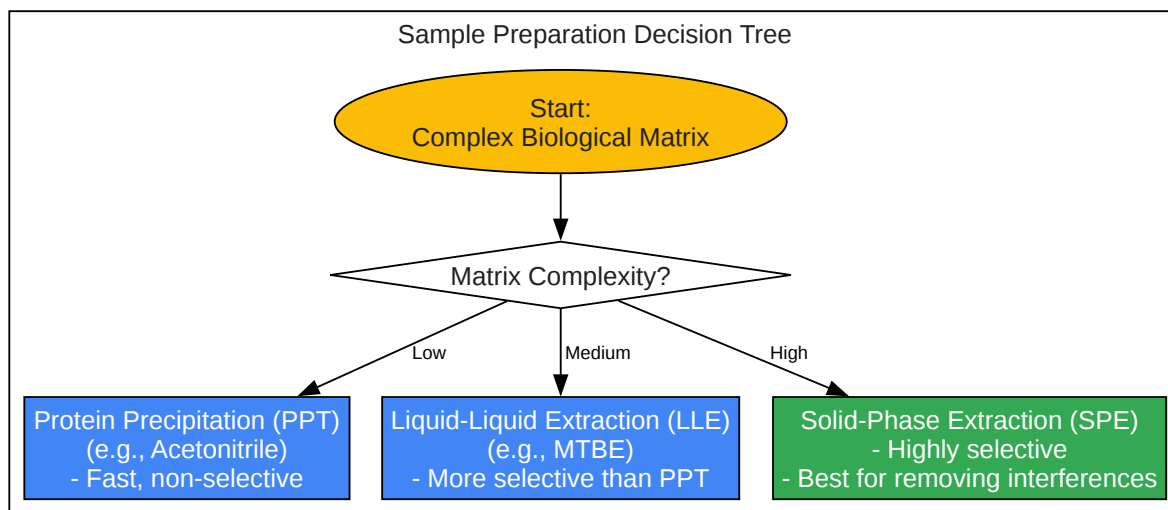 Sample Preparation Decision Tree
Start:
Complex Biological Matrix
Matrix Complexity?
Low
Medium
High
Protein Precipitation (PPT)
(e.g., Acetonitrile)
- Fast, non-selective
Liquid-Liquid Extraction (LLE)
(e.g., MTBE)
- More selective than PPT
Solid-Phase Extraction (SPE)
- Highly selective
- Best for removing interferences